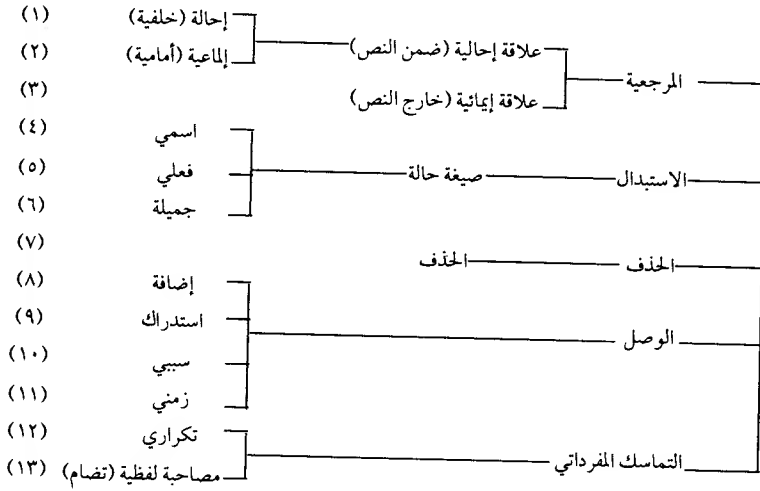 إحالة (خلفية) (١)
علاقة إحالية (ضمن النص)
إلماعية (أمامية) (٢)
المرجعية
علاقة إيمائية (خارج النص) (٣)
اسمي (٤)
الاستبدال صيغة حالة فعلي (٥)
جميلة (٦)
(٧)
الحذف الحذف
إضافة (٨)
استدراك (٩)
الوصل
سببي (١٠)
زمني (١١)
تكراري (١٢)
التماسك المفرداتي
مصاحبة لفظية (تضام) (١٣)